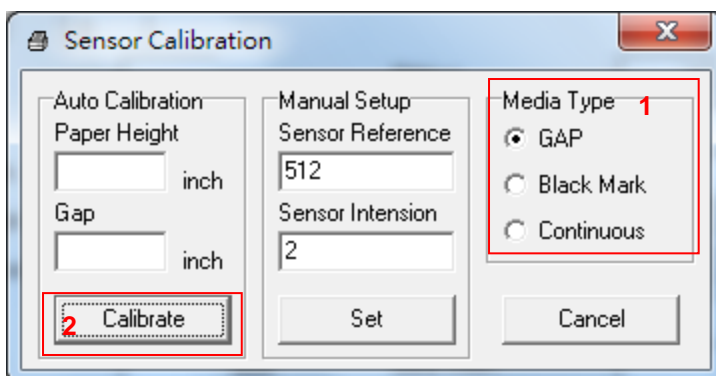 Sensor Calibration
Auto Calibration
Paper Height
inch
Gap
inch
2 Calibrate
Manual Setup
Sensor Reference
512
Sensor Intension
2
Set
Media Type 1
GAP
Black Mark
Continuous
Cancel